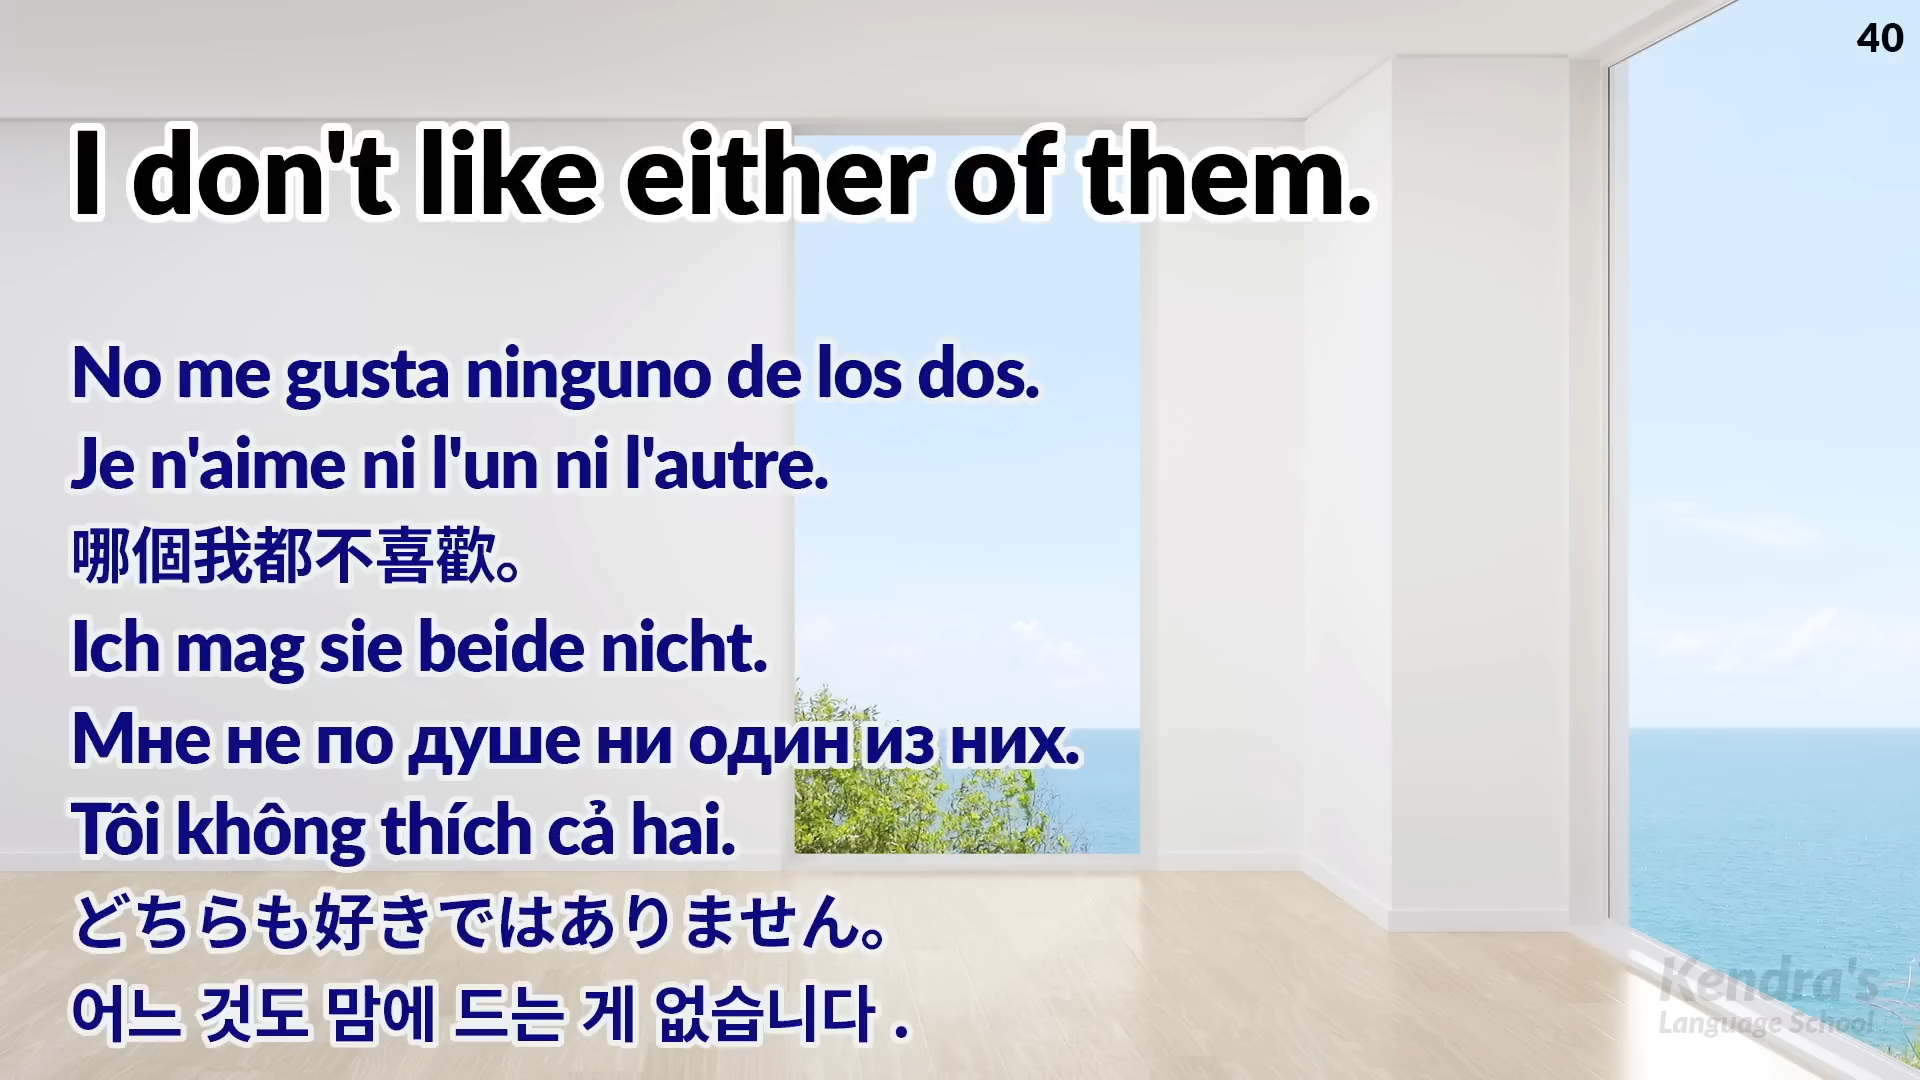 40
I don't like either of them.
No me gusta ninguno de los dos.
Je n'aime ni l'un ni l'autre.
哪個我都不喜歡。
Ich mag sie beide nicht.
Мне не по душе ни один из них.
Tôi không thích cả hai.
どちらも好きではありません。
어느 것도 맘에 드는 게 없습니다 .
Kendra's
Language School